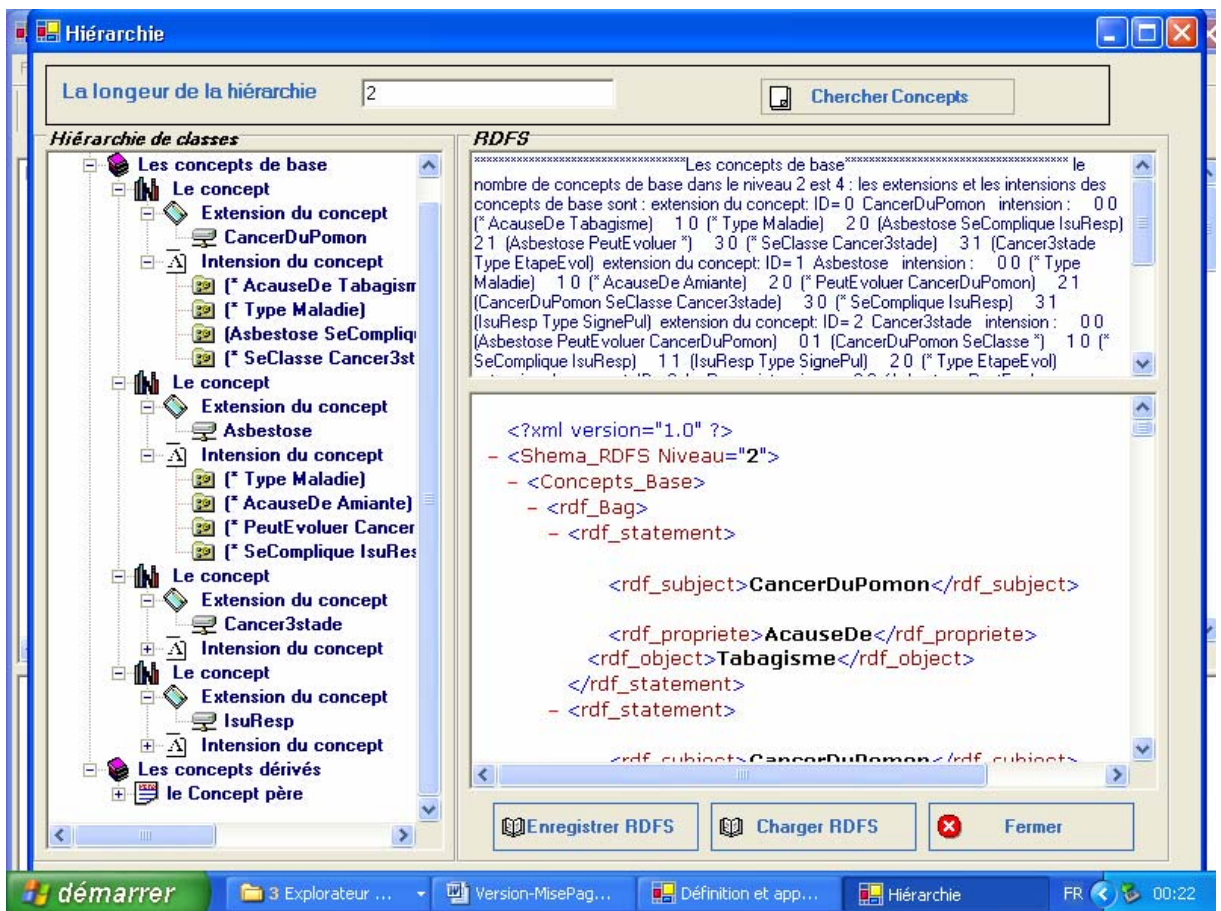 Hiérarchie
La longeur de la hiérarchie
2
Chercher Concepts
Hiérarchie de classes
Les concepts de base
Le concept
Extension du concept
CancerDuPomon
Intension du concept
(* AcauseDe Tabagism
(* Type Maladie)
(Asbestose SeCompliq
(* SeClasse Cancer3st
Le concept
Extension du concept
Asbestose
Intension du concept
(* Type Maladie)
(* AcauseDe Amiante)
(* PeutEvoluer Cancer
(* SeComplique IsuRes
Le concept
Extension du concept
Cancer3stade
Intension du concept
Le concept
Extension du concept
IsuResp
Intension du concept
Les concepts dérivés
le Concept père
RDFS
Les concepts de base le
nombre de concepts de base dans le niveau 2 est 4 : les extensions et les intensions des
concepts de base sont : extension du concept: ID= 0 CancerDuPomon intension : 0 0
(* AcauseDe Tabagisme) 1 0 (* Type Maladie) 2 0 (Asbestose SeComplique IsuResp)
2 1 (Asbestose PeutEvoluer *) 3 0 (* SeClasse Cancer3stade) 3 1 (Cancer3stade
Type EtapeEvol) extension du concept: ID= 1 Asbestose intension : 0 0 (* Type
Maladie) 1 0 (* AcauseDe Amiante) 2 0 (* PeutEvoluer CancerDuPomon) 2 1
(CancerDuPomon SeClasse Cancer3stade) 3 0 (* SeComplique IsuResp) 3 1
(IsuResp Type SignePul) extension du concept: ID= 2 Cancer3stade intension : 0 0
(Asbestose PeutEvoluer CancerDuPomon) 0 1 (CancerDuPomon SeClasse *) 1 0 (*
SeComplique IsuResp) 1 1 (IsuResp Type SignePul) 2 0 (* Type EtapeEvol)
<?xml version="1.0" ?>
– <Shema_RDFS Niveau="2">
– <Concepts_Base>
– <rdf_Bag>
– <rdf_statement>
<rdf_subject>CancerDuPomon</rdf_subject>
<rdf_propriete>AcauseDe</rdf_propriete>
<rdf_object>Tabagisme</rdf_object>
</rdf_statement>
– <rdf_statement>
<rdf_subject>CancerDuPomon</rdf_subject>
Enregistrer RDFS
Charger RDFS
Fermer
démarrer
3 Explorateur ...
Version-MisePag...
Définition et app...
Hiérarchie
FR
00:22